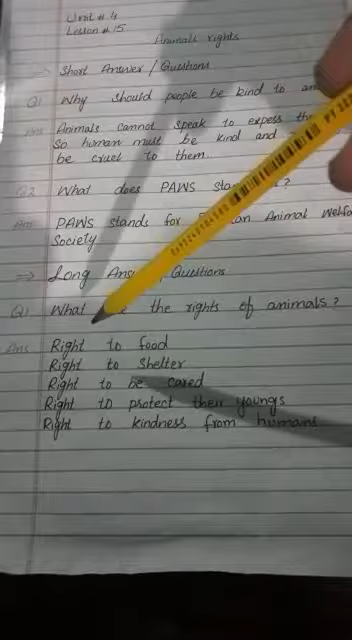 Unit # 4
Lesson # 15
Animals rights
=> Short Answer / Questions
Q1 Why should people be kind to
Ans Animals cannot speak to expess
So human must be kind and
be cruel to them.
Q2 What does PAWS ?
Ans PAWS stands for Animal
Society
=> Long Questions
Q1 What the rights of animals?
Ans Right to food
Right to shelter
Right to be cared
Right to protect their youngs
Right to kindness from humans